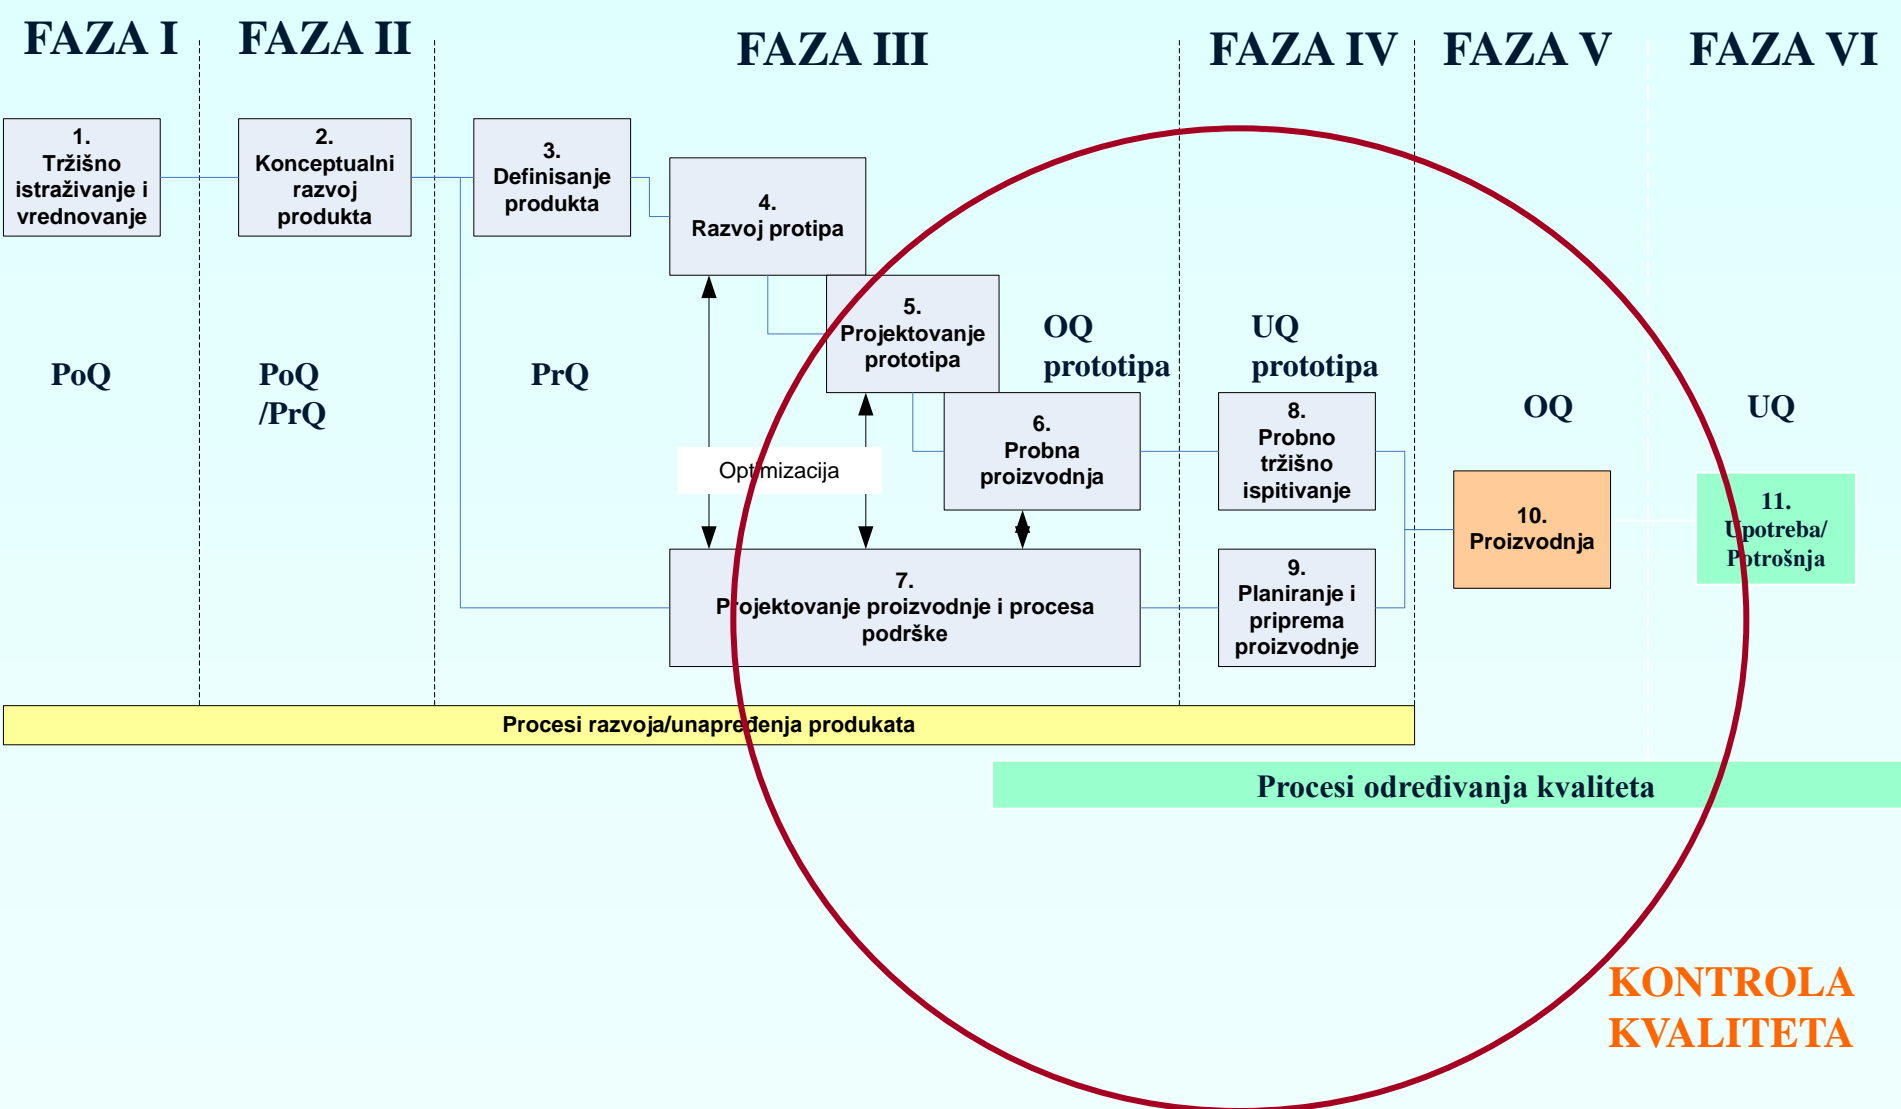 FAZA I
FAZA II
FAZA III
FAZA IV
FAZA V
FAZA VI
1.
Tržišno
istraživanje i
vrednovanje
2.
Konceptualni
razvoj
produkta
3.
Definisanje
produkta
4.
Razvoj protipa
5.
Projektovanje
prototipa
OQ
prototipa
UQ
prototipa
PoQ
PoQ
/PrQ
PrQ
OQ
UQ
6.
Probna
proizvodnja
8.
Probno
tržišno
ispitivanje
Optimizacija
10.
Proizvodnja
11.
Upotreba/
Potrošnja
7.
Projektovanje proizvodnje i procesa
podrške
9.
Planiranje i
priprema
proizvodnje
Procesi razvoja/unapređenja produkata
Procesi određivanja kvaliteta
KONTROLA
KVALITETA